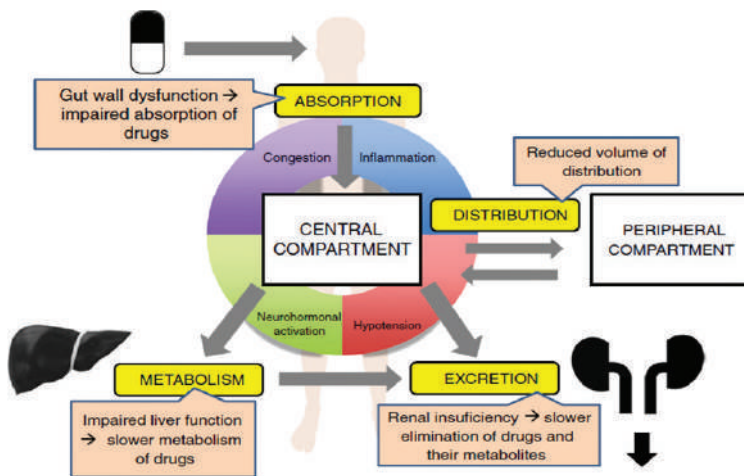 Gut wall dysfunction →
impaired absorption of
drugs
ABSORPTION
Congestion
Inflammation
Reduced volume of
distribution
DISTRIBUTION
CENTRAL
COMPARTMENT
PERIPHERAL
COMPARTMENT
Neurohormonal
activation
Hypotension
METABOLISM
EXCRETION
Impaired liver function
→ slower metabolism
of drugs
Renal insuficiency → slower
elimination of drugs and
their metabolites